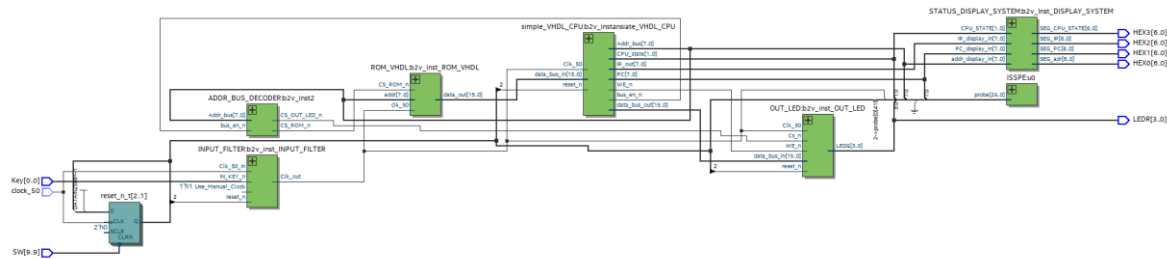 STATUS_DISPLAY_SYSTEM:b2v_Inst_DISPLAY_SYSTEM
CPU_STATE[1.0]
IR_display_in[7.0]
PC_display_in[7.0]
addr_display_in[7.0]
SEG_CPU_STATE[6.0]
SEG_IR[6.0]
SEG_PC[6.0]
SEG_adr[6.0]
HEX3[6.0]
HEX2[6.0]
HEX1[6.0]
HEX0[6.0]
simple_VHDL_CPU:b2v_instansiate_VHDL_CPU
Clk_50
data_bus_in[15.0]
reset_n
Addr_bus[7.0]
CPU_state[1.0]
IR_out[7.0]
PC[7.0]
WE_n
bus_en_n
data_bus_out[15.0]
ROM_VHDL:b2v_inst_ROM_VHDL
CS_ROM_n
addr[7.0]
clk_50
data_out[15.0]
ISSPE:u0
probe[26.0]
ADDR_BUS_DECODER:b2v_inst2
Addr_bus[7.0]
bus_en_n
CS_OUT_LED_n
CS_ROM_n
OUT_LED:b2v_inst_OUT_LED
Clk_50
Cs_n
WE_n
data_bus_in[15.0]
reset_n
LEDG[3.0]
2
LEDR[3.0]
INPUT_FILTER:b2v_inst_INPUT_FILTER
Clk_50_in
IN_KEY_n
1'h1 Use_Manual_Clock
reset_n
Clk_out
2
Key[0.0]
clock_50
reset_n_t[2..1]
D
CLK
2'h0
SCLR
CLRN
Q
SW[9.9]